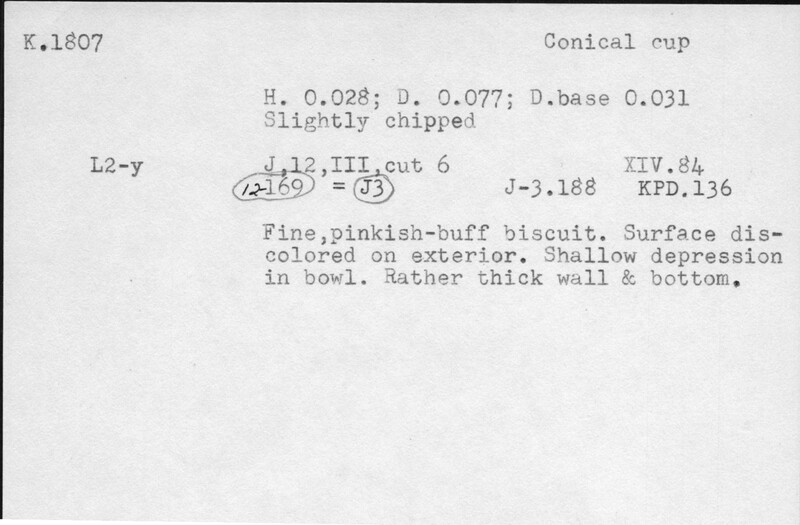 K.1807 Conical cup
H. 0.028; D. 0.077; D.base 0.031
Slightly chipped
L2-y J,12,III,cut 6 XIV.84
12-169 = J3 J-3.188 KPD.136
Fine,pinkish-buff biscuit. Surface dis-
colored on exterior. Shallow depression
in bowl. Rather thick wall & bottom.